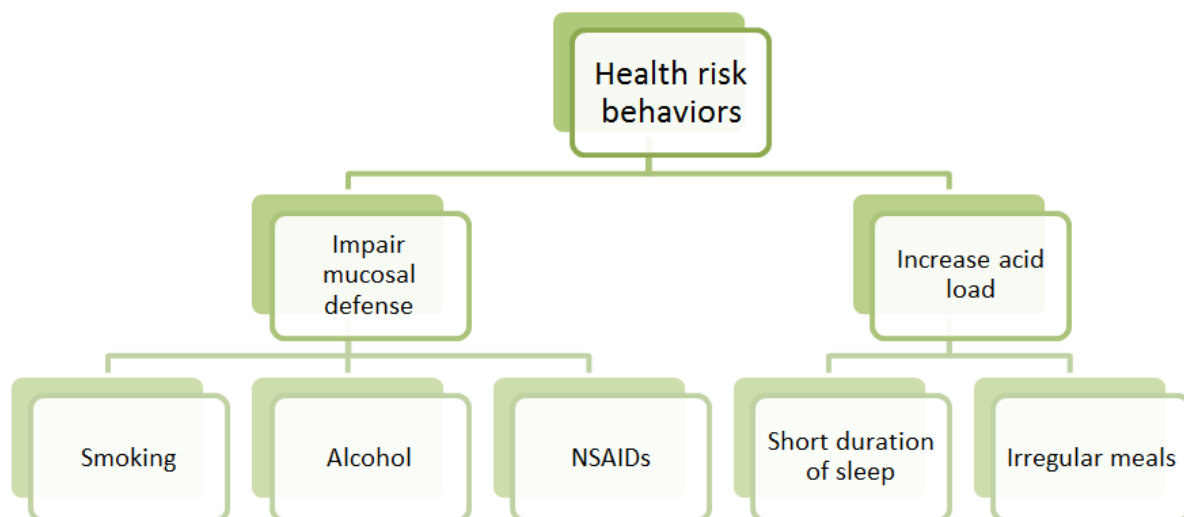 Health risk
behaviors
Impair
mucosal
defense
Increase acid
load
Smoking
Alcohol
NSAIDs
Short duration
of sleep
Irregular meals